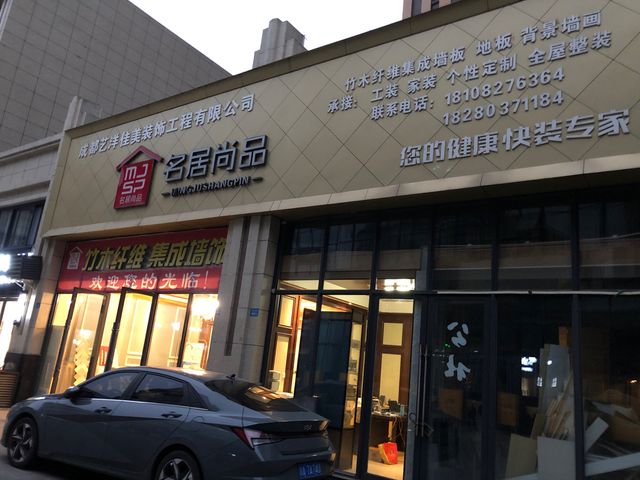 成都艺洋佳美装饰工程有限公司
MJ
SP
名居尚品
名居尚品
MINGJUSHANGPIN
竹木纤维集成墙板 地板 背景墙画
承接: 工装 家装 个性定制 全屋整装
联系电话: 18108276364
18280371184
您的健康快装专家
竹木纤维 集成墙饰
欢迎您的光临!